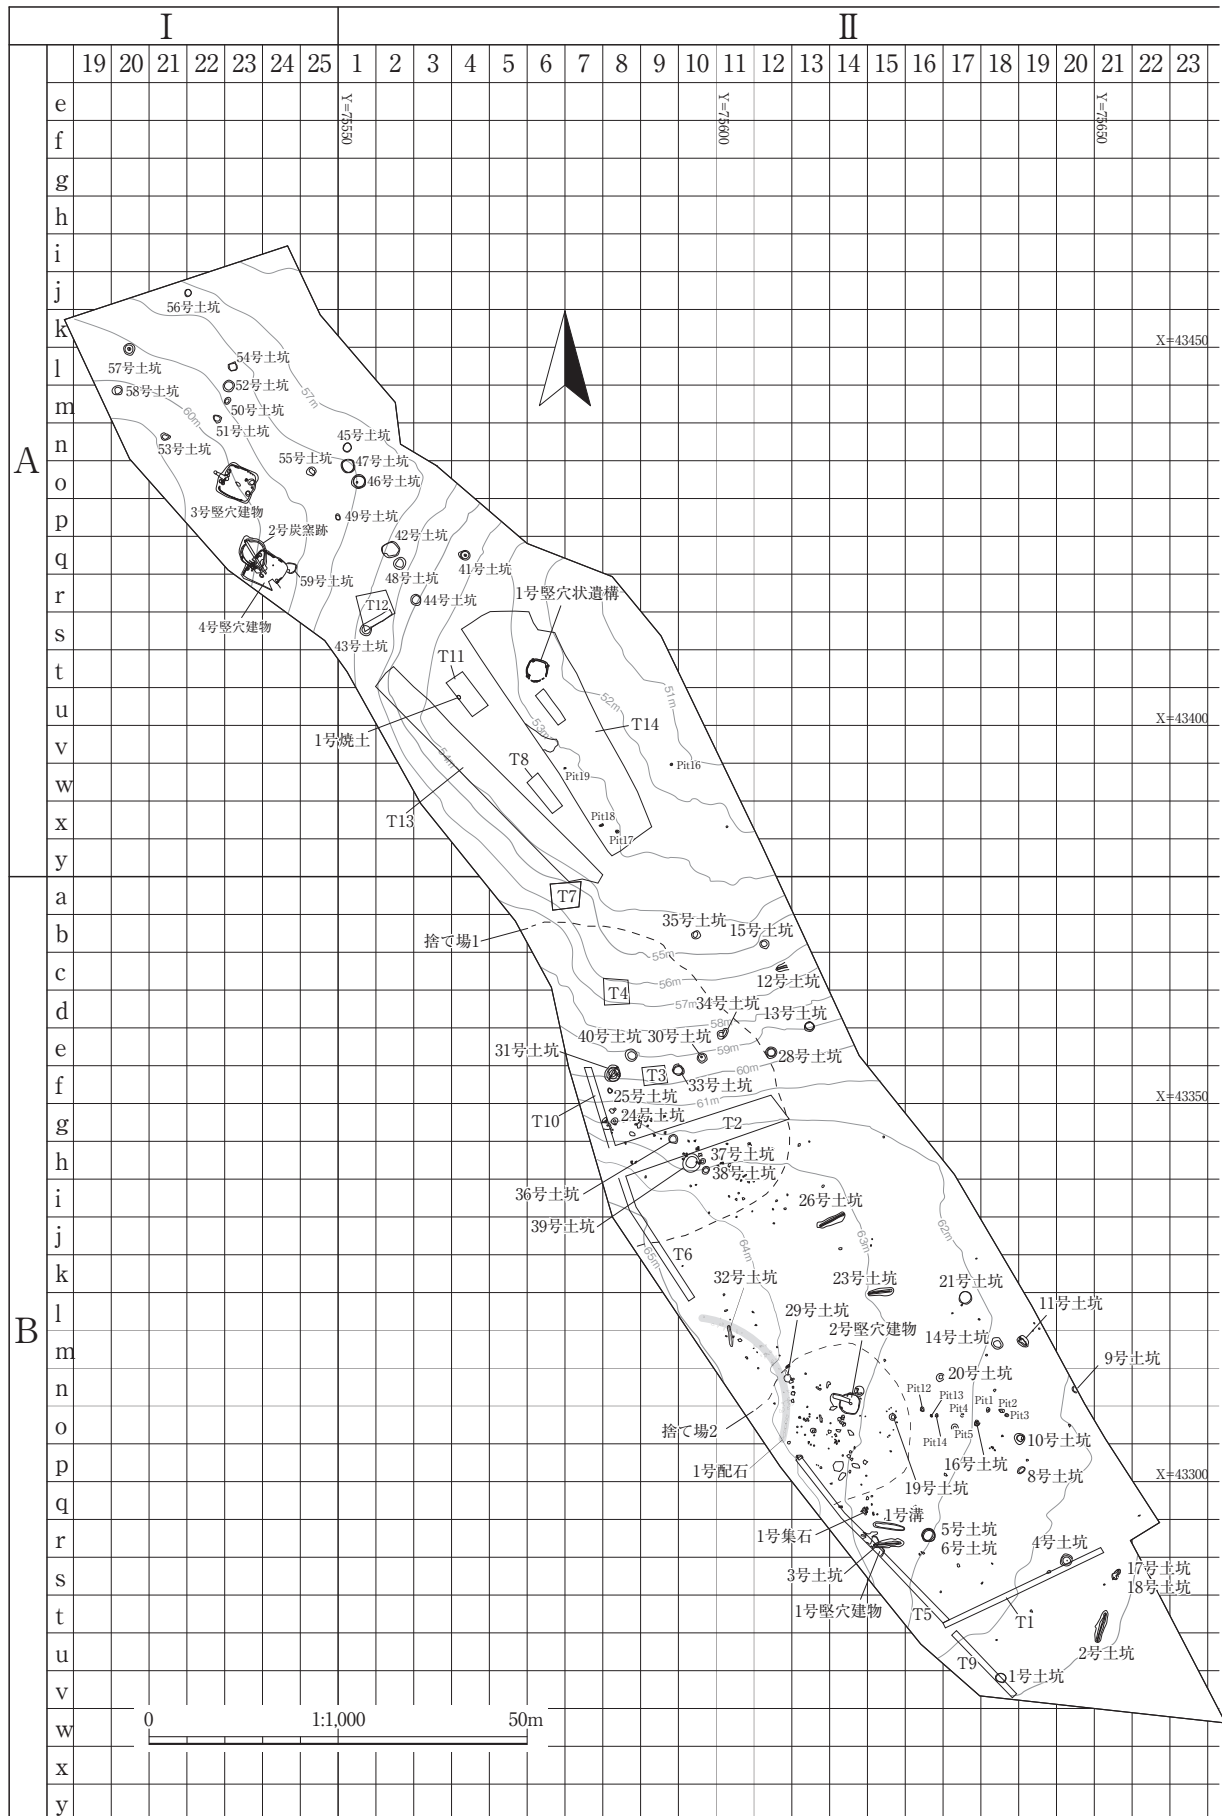 I II
19 20 21 22 23 24 25 1 2 3 4 5 6 7 8 9 10 11 12 13 14 15 16 17 18 19 20 21 22 23
A
e
f
g
h
i
j
k
l
m
n
o
p
q
r
s
t
u
v
w
x
y
B
a
b
c
d
e
f
g
h
i
j
k
l
m
n
o
p
q
r
s
t
u
v
w
x
y
Y=75550
Y=75600
Y=75650
X=43450
X=43400
X=43350
X=43300
56号土坑
57号土坑
54号土坑
52号土坑
58号土坑
50号土坑
51号土坑
53号土坑
57m
60m
45号土坑
55号土坑
47号土坑
46号土坑
3号竪穴建物
49号土坑
2号炭窯跡
42号土坑
59号土坑
48号土坑
41号土坑
4号竪穴建物
T12
44号土坑
1号竪穴状遺構
43号土坑
T11
51m
52m
53m
54m
1号焼土
T14
T8
Pit19
Pit16
T13
Pit18
Pit17
T7
35号土坑
15号土坑
捨て場1
55m
12号土坑
56m
T4
57m
34号土坑
13号土坑
58m
40号土坑
30号土坑
59m
31号土坑
28号土坑
T3
60m
33号土坑
25号土坑
61m
24号土坑
T10
T2
37号土坑
38号土坑
36号土坑
26号土坑
39号土坑
62m
63m
64m
65m
T6
32号土坑
23号土坑
21号土坑
29号土坑
11号土坑
2号竪穴建物
14号土坑
9号土坑
20号土坑
Pit12
Pit13
Pit4
Pit1
Pit2
Pit3
捨て場2
Pit14
Pit5
10号土坑
16号土坑
1号配石
8号土坑
19号土坑
1号溝
1号集石
5号土坑
6号土坑
4号土坑
3号土坑
17号土坑
18号土坑
1号竪穴建物
T5
T1
2号土坑
T9
1号土坑
0 1:1,000 50m